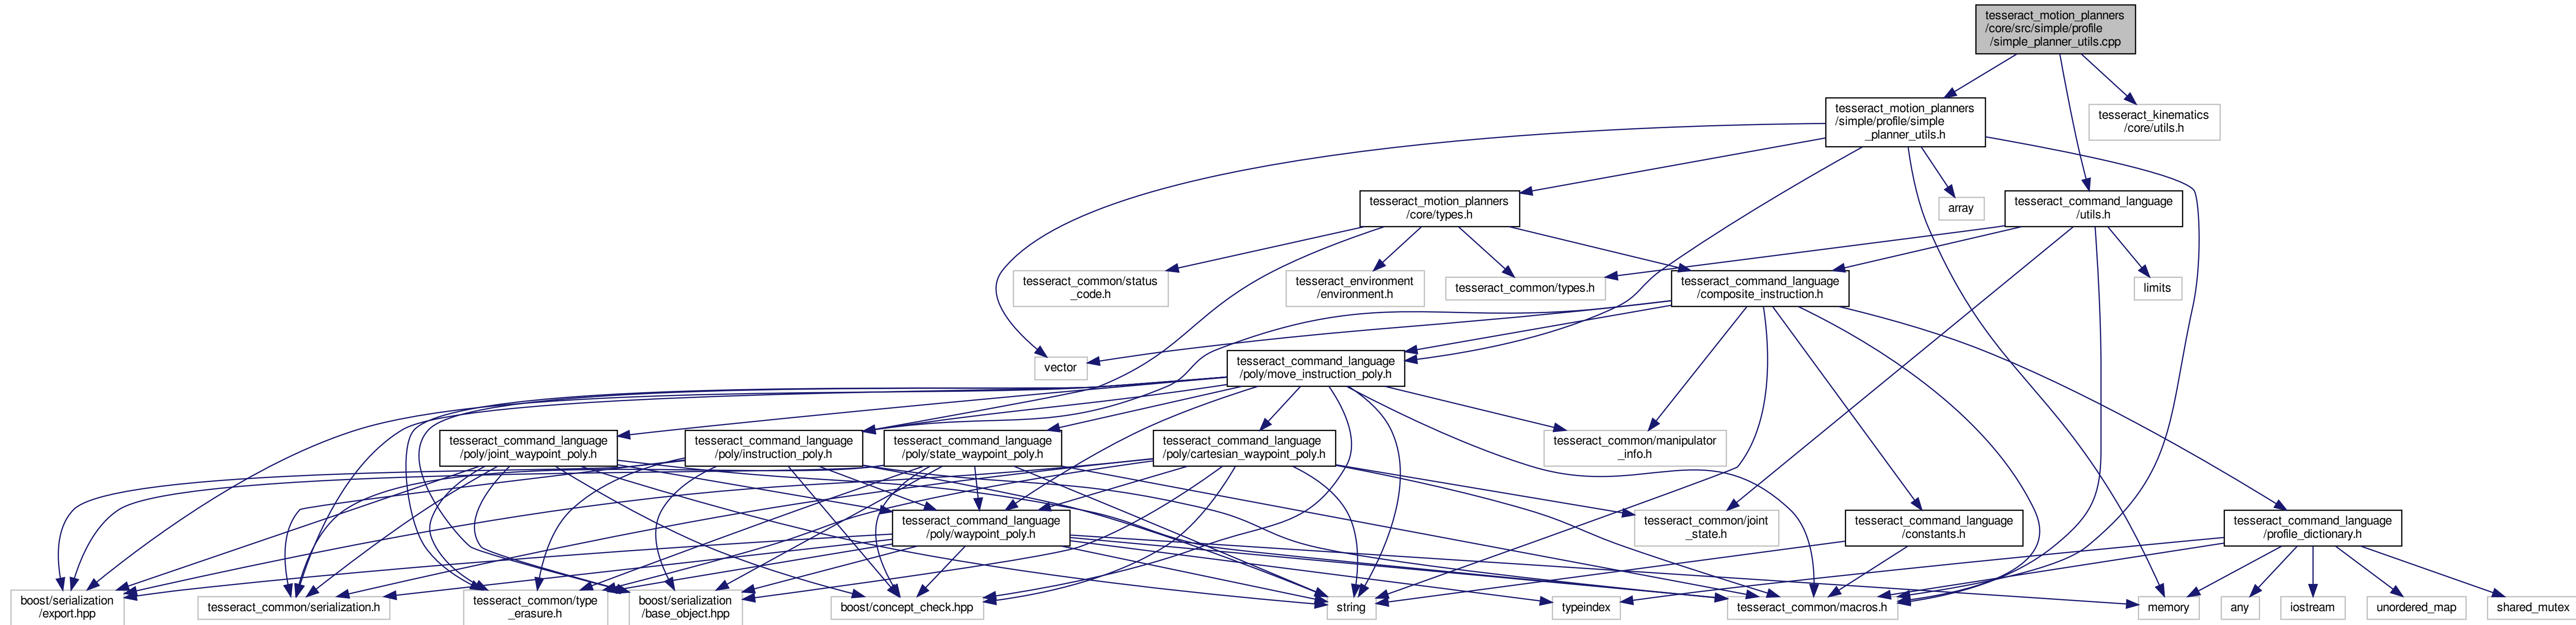 tesseract_motion_planners
/core/src/simple/profile
/simple_planner_utils.cpp
tesseract_motion_planners
/simple/profile/simple
_planner_utils.h
tesseract_kinematics
/core/utils.h
tesseract_motion_planners
/core/types.h
array
tesseract_command_language
/utils.h
tesseract_common/status
_code.h
tesseract_environment
/environment.h
tesseract_common/types.h
tesseract_command_language
/composite_instruction.h
limits
vector
tesseract_command_language
/poly/move_instruction_poly.h
tesseract_command_language
/poly/joint_waypoint_poly.h
tesseract_command_language
/poly/instruction_poly.h
tesseract_command_language
/poly/state_waypoint_poly.h
tesseract_command_language
/poly/cartesian_waypoint_poly.h
tesseract_common/manipulator
_info.h
tesseract_command_language
/poly/waypoint_poly.h
tesseract_common/joint
_state.h
tesseract_command_language
/constants.h
tesseract_command_language
/profile_dictionary.h
boost/serialization
/export.hpp
tesseract_common/serialization.h
tesseract_common/type
_erasure.h
boost/serialization
/base_object.hpp
boost/concept_check.hpp
string
typeindex
tesseract_common/macros.h
memory
any
iostream
unordered_map
shared_mutex